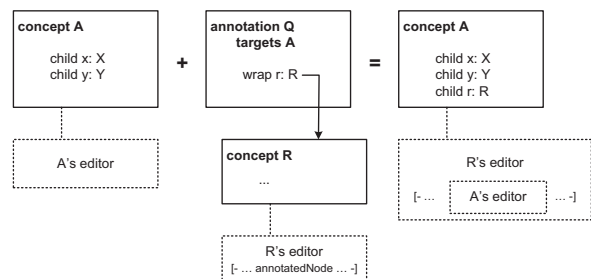 concept A
child x: X
child y: Y
A's editor
+
annotation Q
targets A
wrap r: R
concept R
...
R's editor
[- ... annotatedNode ... -]
=
concept A
child x: X
child y: Y
child r: R
R's editor
[- ... A's editor ... -]